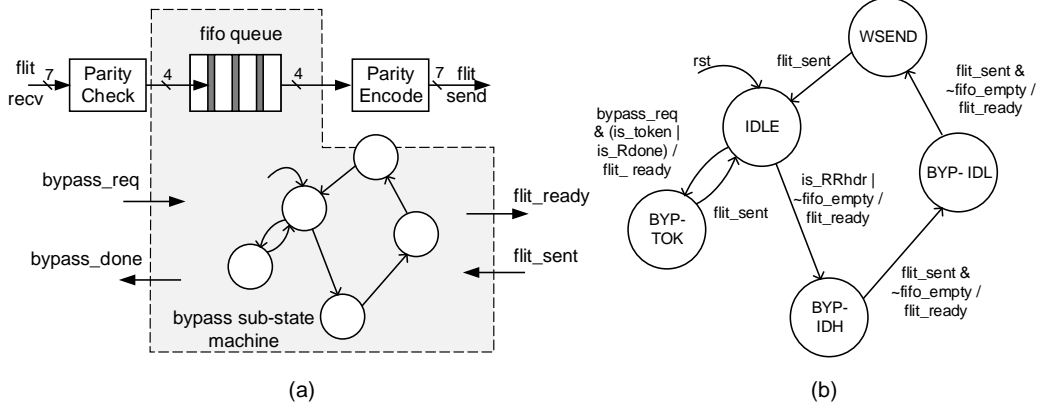 fifo queue
flit
recv
7
Parity
Check
4
4
Parity
Encode
7
flit
send
bypass_req
bypass_done
flit_ready
flit_sent
bypass sub-state
machine
(a)
rst
flit_sent
WSEND
IDLE
bypass_req
& (is_token |
is_Rdone) /
flit_ ready
BYP-
TOK
flit_sent
is_RRhdr |
~fifo_empty /
flit_ready
flit_sent &
~fifo_empty /
flit_ready
BYP- IDL
BYP-
IDH
flit_sent &
~fifo_empty /
flit_ready
(b)